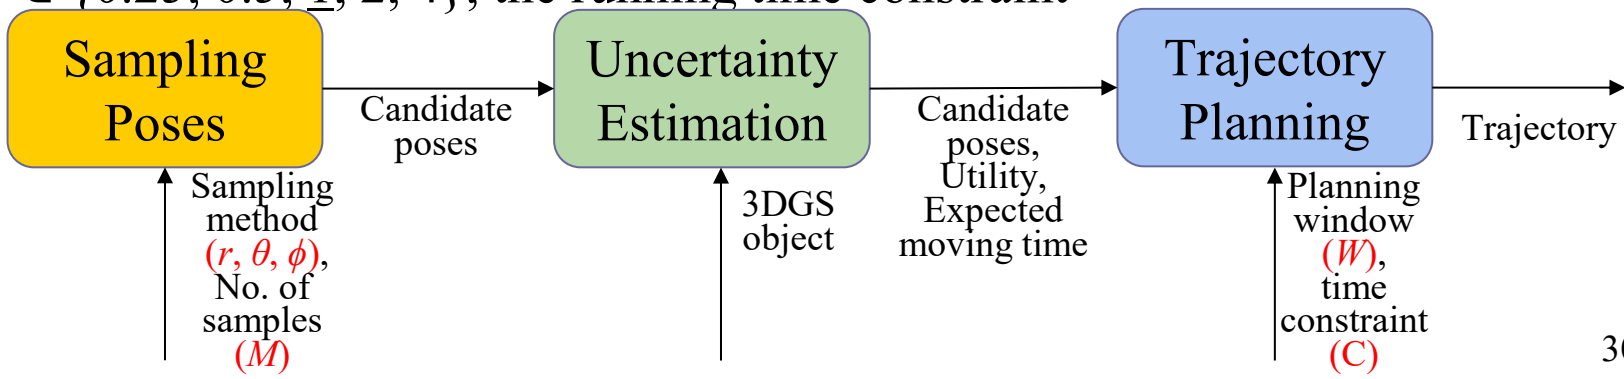 Sampling
Poses
Candidate
poses
Uncertainty
Estimation
Candidate
poses,
Utility,
Expected
moving time
Trajectory
Planning
Trajectory
Sampling
method
(r, θ, ϕ),
No. of
samples
(M)
3DGS
object
Planning
window
(W),
time
constraint
(C)